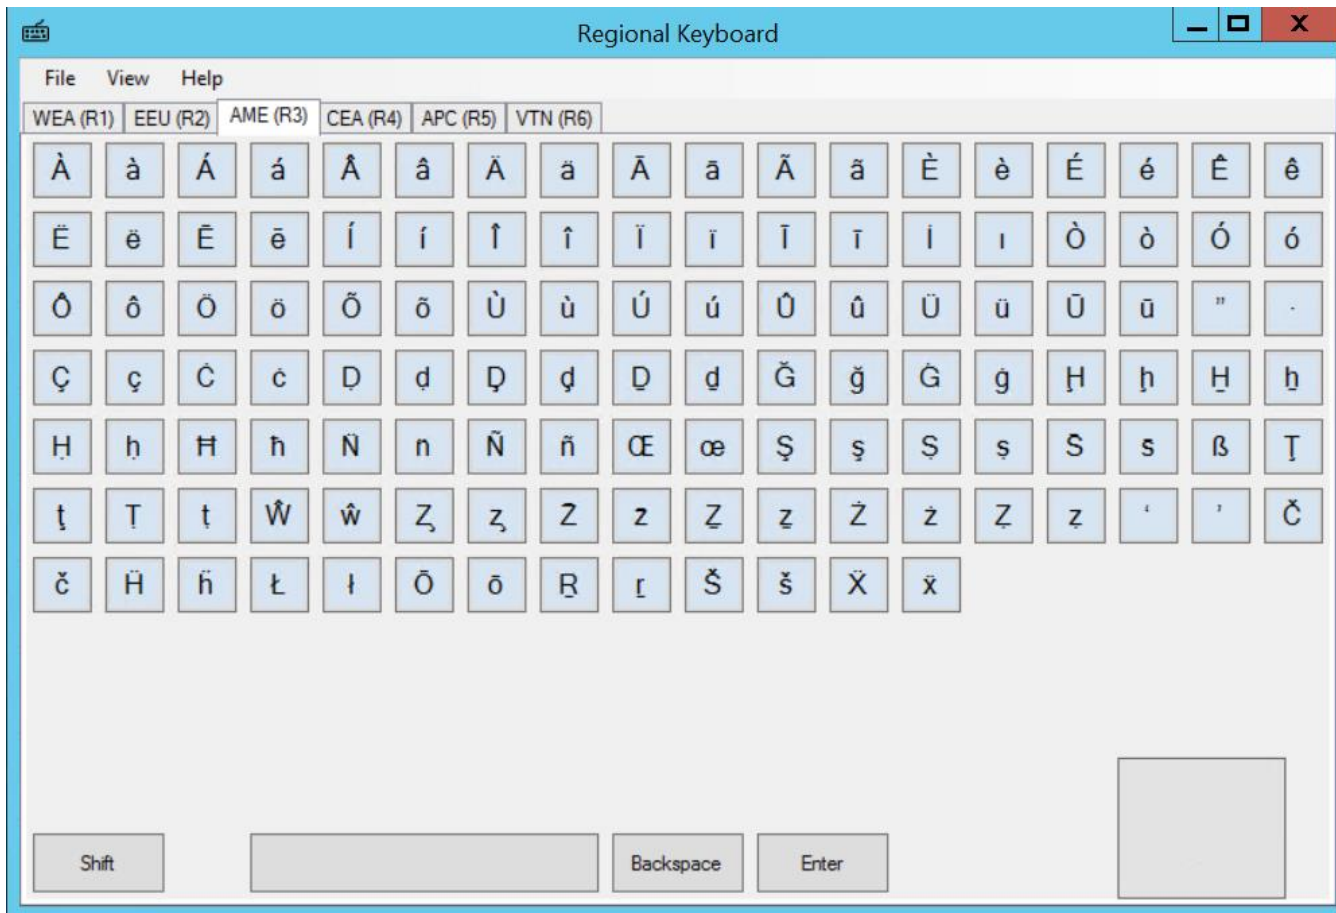 Regional Keyboard
File View Help
WEA (R1) EEU (R2) AME (R3) CEA (R4) APC (R5) VTN (R6)
À à Á á Â â Ä ä Ā ā Ã ã È è É é Ê ê
Ë ë Ē ē Í í Î î Ï ï Ī ī İ ı Ò ò Ó ó
Ô ô Ö ö Õ õ Ù ù Ú ú Û û Ü ü Ū ū ” ·
Ç ç Ċ ċ Ḍ ḍ Ḑ ḑ Ḏ ḏ Ğ ğ Ġ ġ Ḩ ḩ H̱ ẖ
Ḥ ḥ Ħ ħ N̈ n̈ Ñ ñ Œ œ Ş ş Ṣ ṣ S̄ s̄ ß Ţ
ţ Ṭ ṭ Ŵ ŵ Z̧ z̧ Z̄ z̄ Ẕ ẕ Ż ż Ẓ ẓ ‘ ’ Č
č Ḧ ḧ Ł ł Ō ō Ṟ ṟ Š š Ẍ ẍ
Shift Backspace Enter